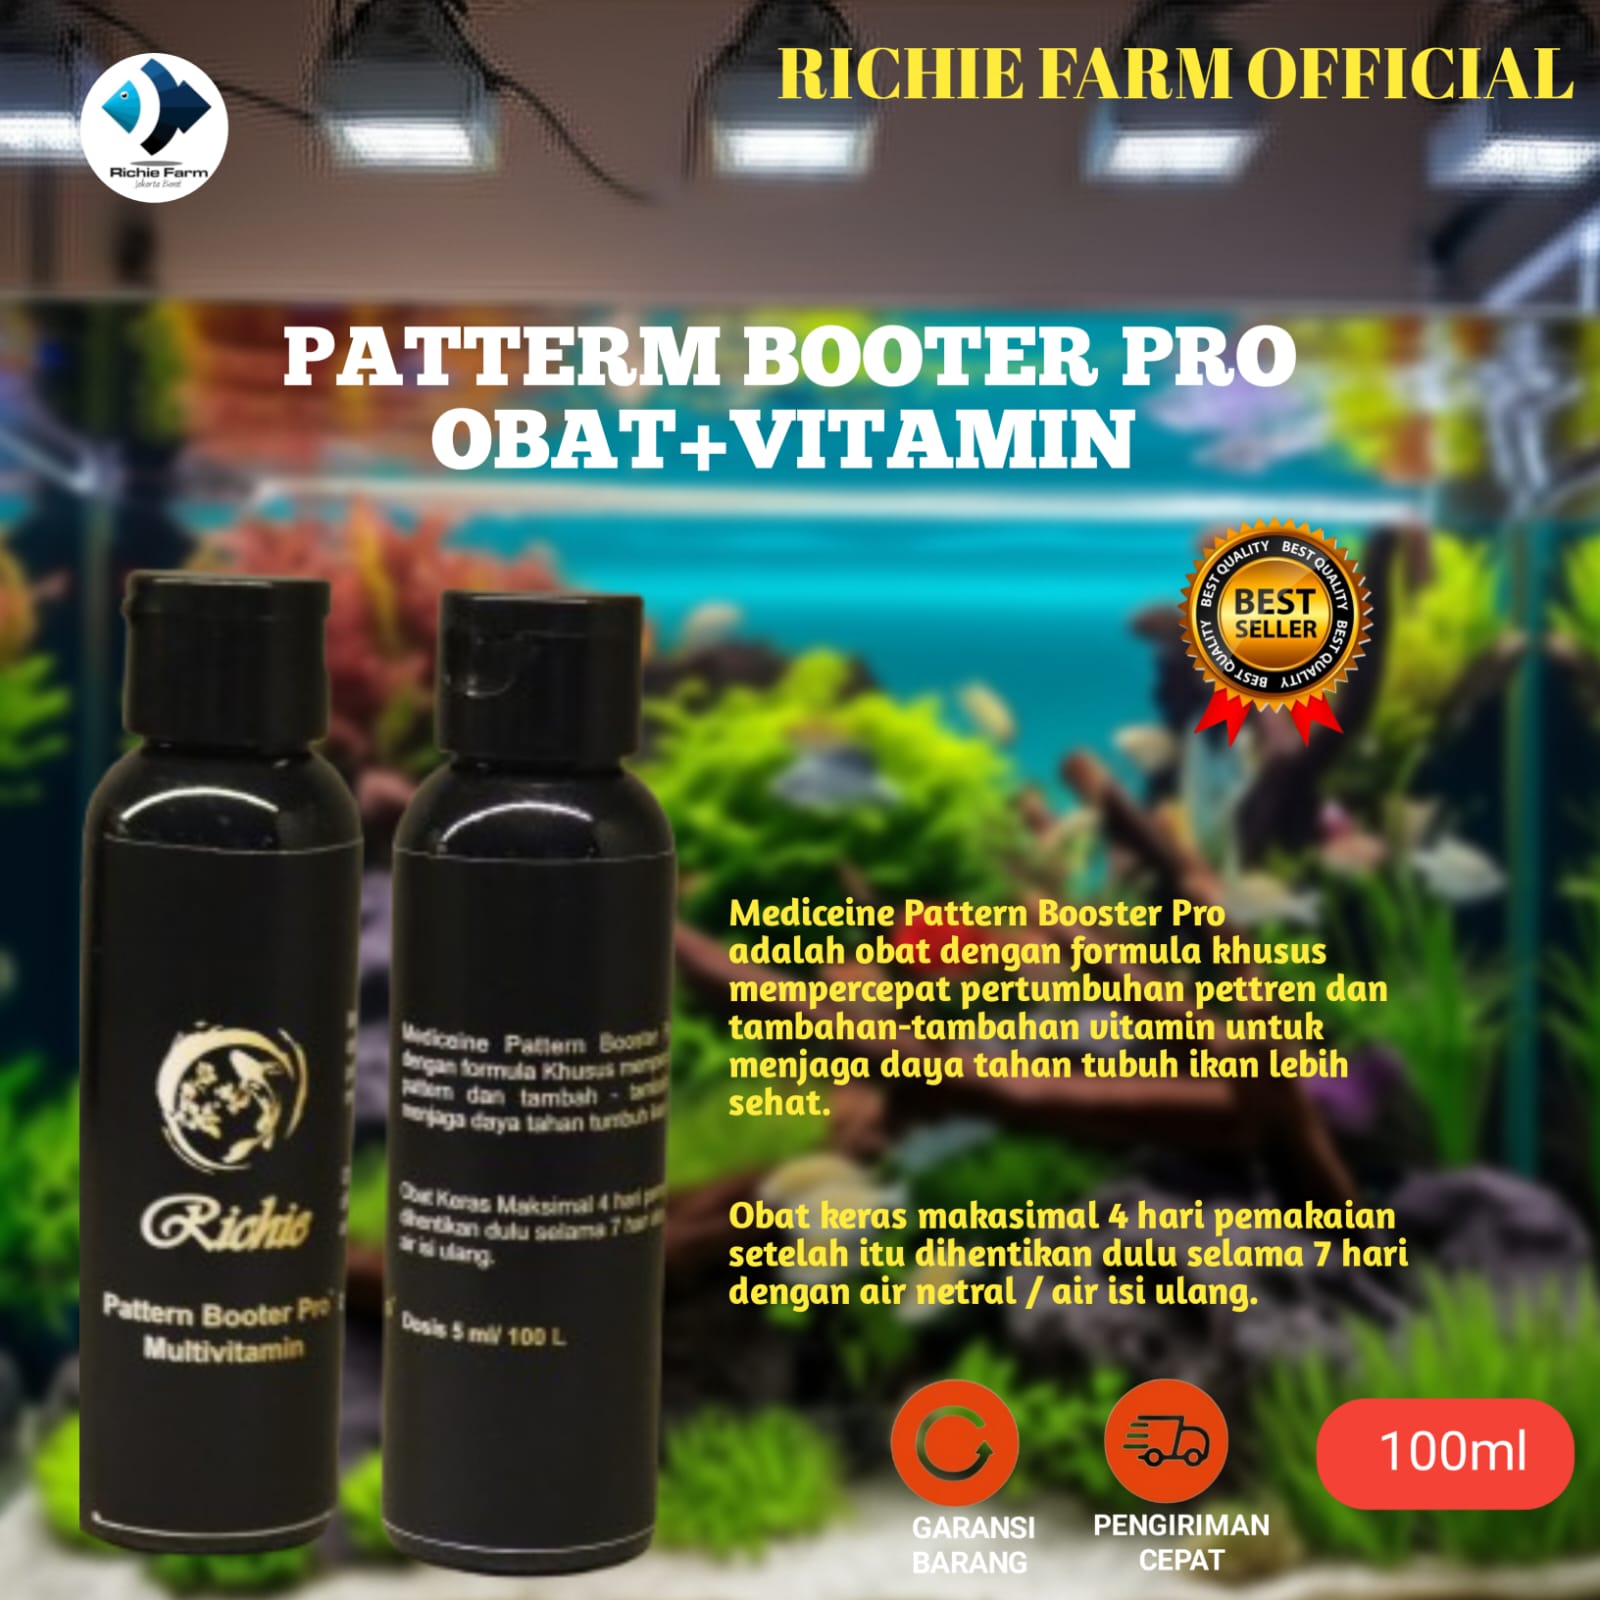 RICHIE FARM OFFICIAL
Richie Farm
Jakarta Barat
PATTERM BOOTER PRO
OBAT+VITAMIN
BEST QUALITY BEST QUALITY BEST QUALITY BEST QUALITY
BEST
SELLER
Mediceine Pattern Booster Pro
adalah obat dengan formula khusus
mempercepat pertumbuhan pettren dan
tambahan-tambahan vitamin untuk
menjaga daya tahan tubuh ikan lebih
sehat.
Obat keras makasimal 4 hari pemakaian
setelah itu dihentikan dulu selama 7 hari
dengan air netral / air isi ulang.
Richie
Pattern Booter Pro
Multivitamin
Mediceine Pattern Booster
dengan formula Khusus
pattern dan tambah -
menjaga daya tahan tumbuh
Obat Keras Maksimal 4 hari
dihentikan dulu selama 7 hari
air isi ulang.
Dosis 5 ml/ 100 L
GARANSI
BARANG
PENGIRIMAN
CEPAT
100ml